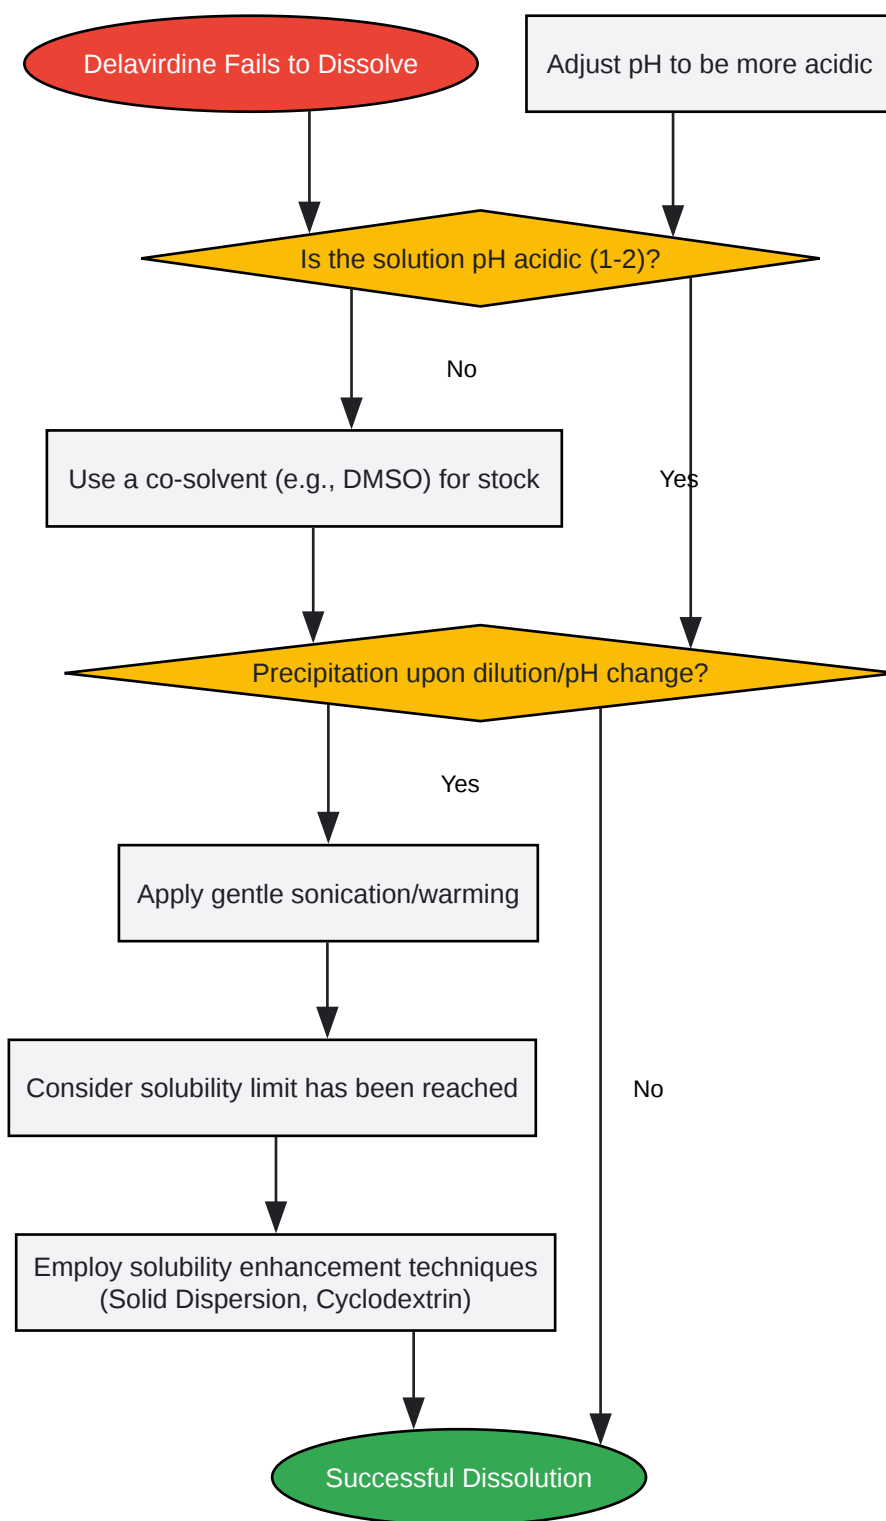 Delavirdine Fails to Dissolve
Adjust pH to be more acidic
Is the solution pH acidic (1-2)?
No
Use a co-solvent (e.g., DMSO) for stock
Yes
Precipitation upon dilution/pH change?
Yes
Apply gentle sonication/warming
Consider solubility limit has been reached
No
Employ solubility enhancement techniques
(Solid Dispersion, Cyclodextrin)
Successful Dissolution